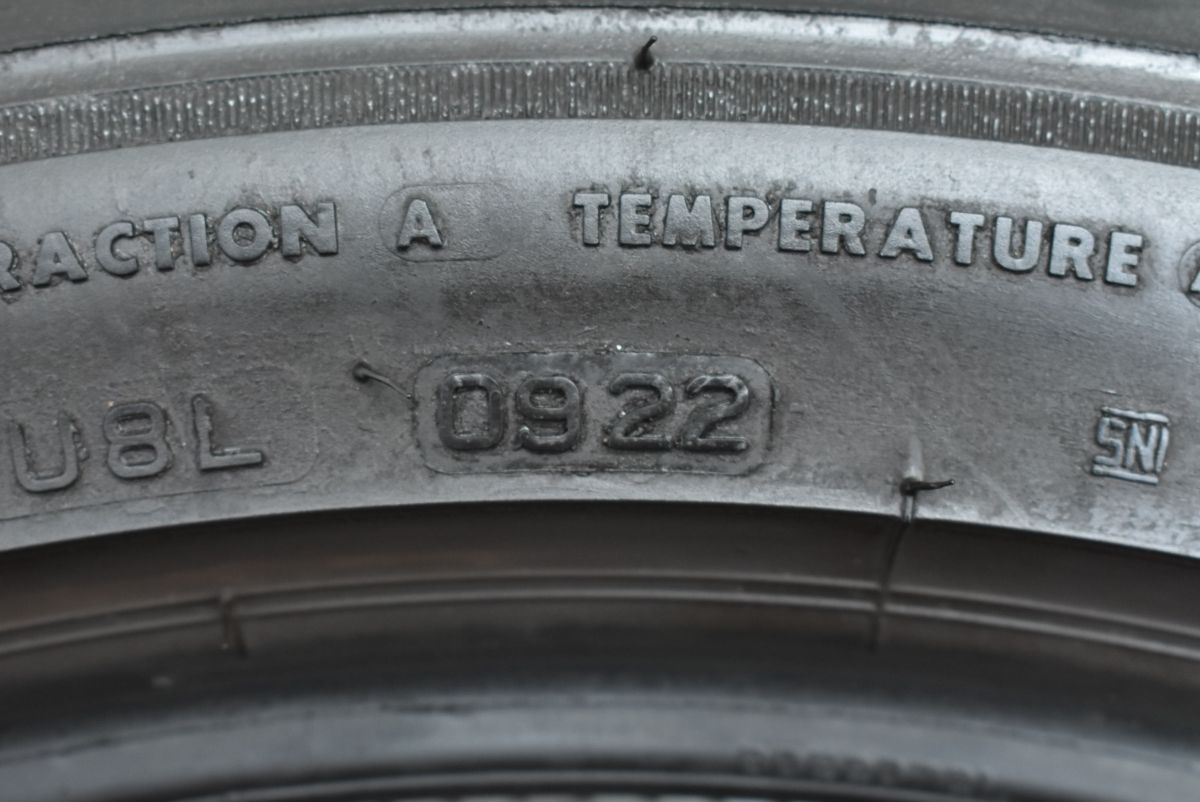 RACTION A TEMPERATURE
U8L 0922 SNI